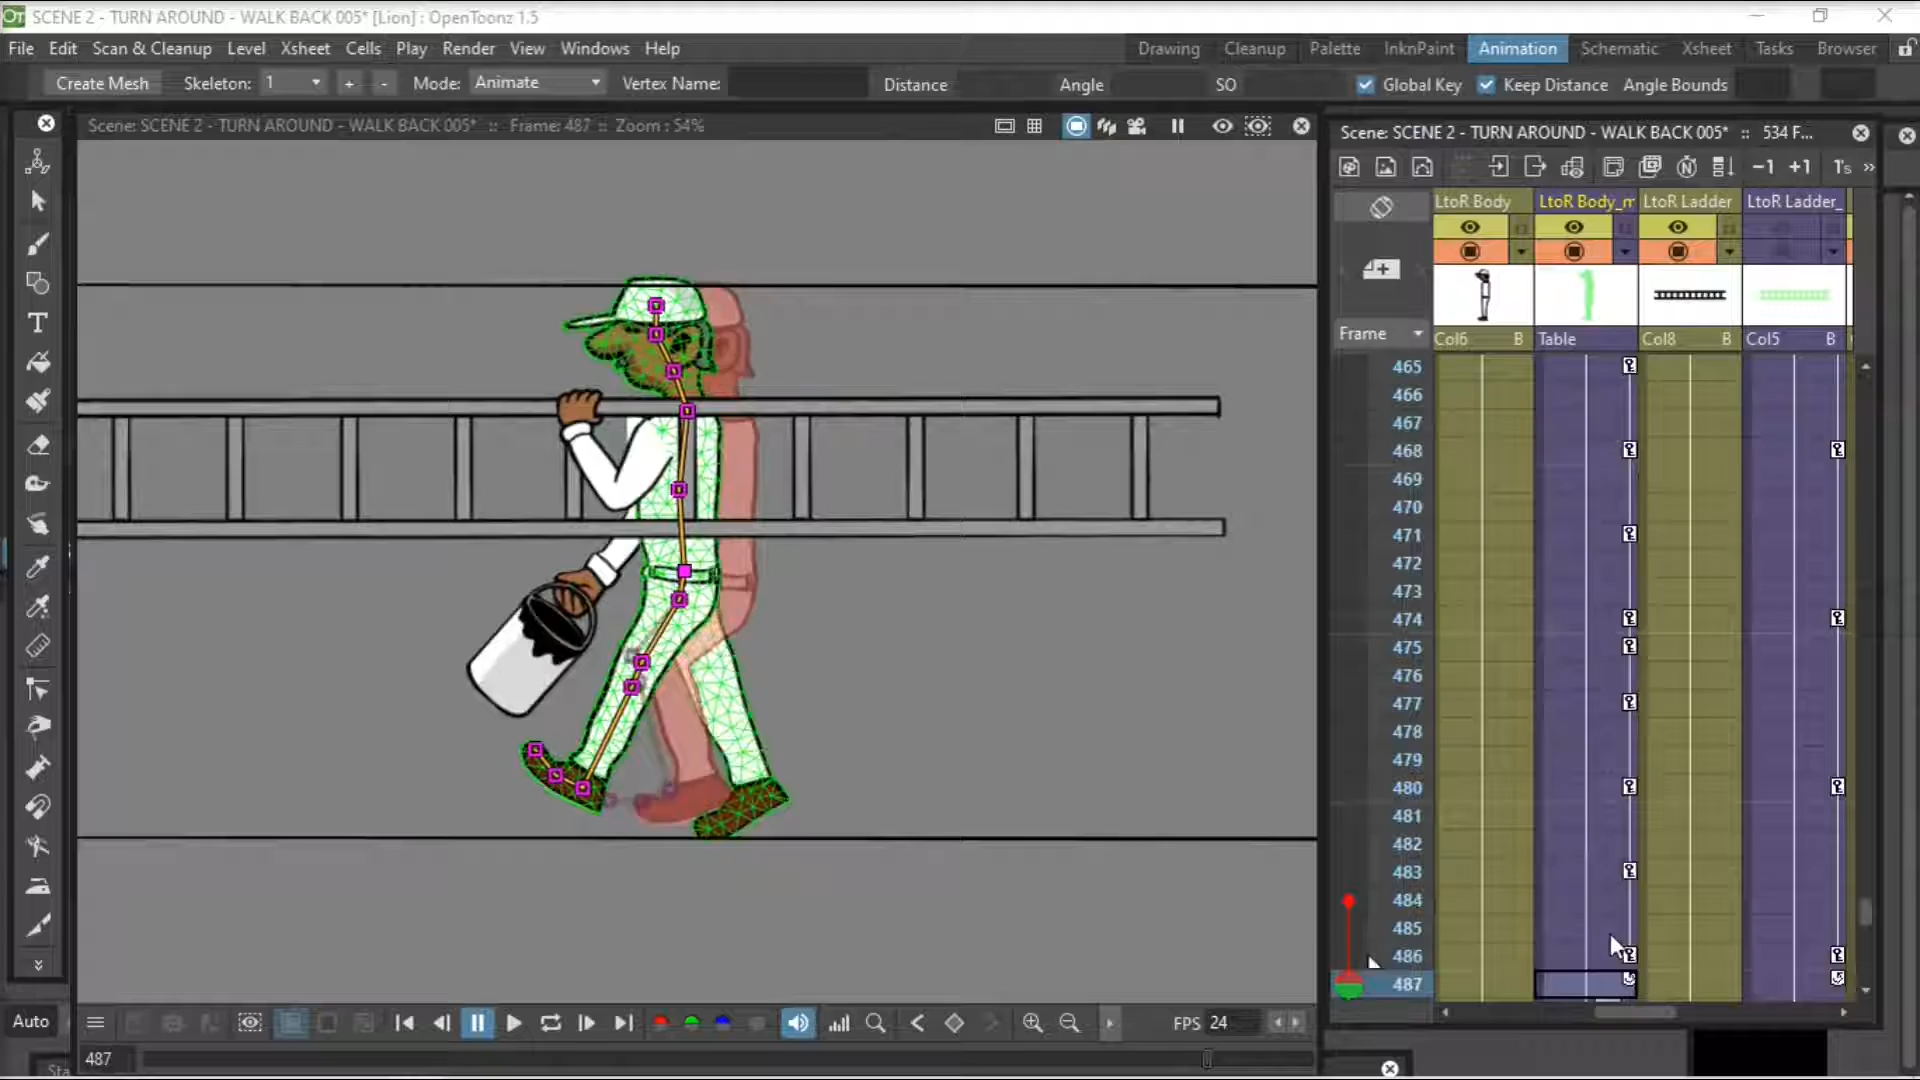 SCENE 2 - TURN AROUND - WALK BACK 005* [Lion] : OpenToonz 1.5
File Edit Scan & Cleanup Level Xsheet Cells Play Render View Windows Help
Drawing Cleanup Palette InknPaint Animation Schematic Xsheet Tasks Browser
Create Mesh Skeleton: 1 + - Mode: Animate Vertex Name: Distance Angle SO Global Key Keep Distance Angle Bounds
Scene: SCENE 2 - TURN AROUND - WALK BACK 005* :: Frame: 487 :: Zoom : 54%
Scene: SCENE 2 - TURN AROUND - WALK BACK 005* :: 534 F...
-1 +1 1's »
LtoR Body LtoR Body_m LtoR Ladder LtoR Ladder_
Frame Col6 B Table Col8 B Col5 B
465
466
467
468
469
470
471
472
473
474
475
476
477
478
479
480
481
482
483
484
485
486
487
Auto
FPS 24
487
Sta